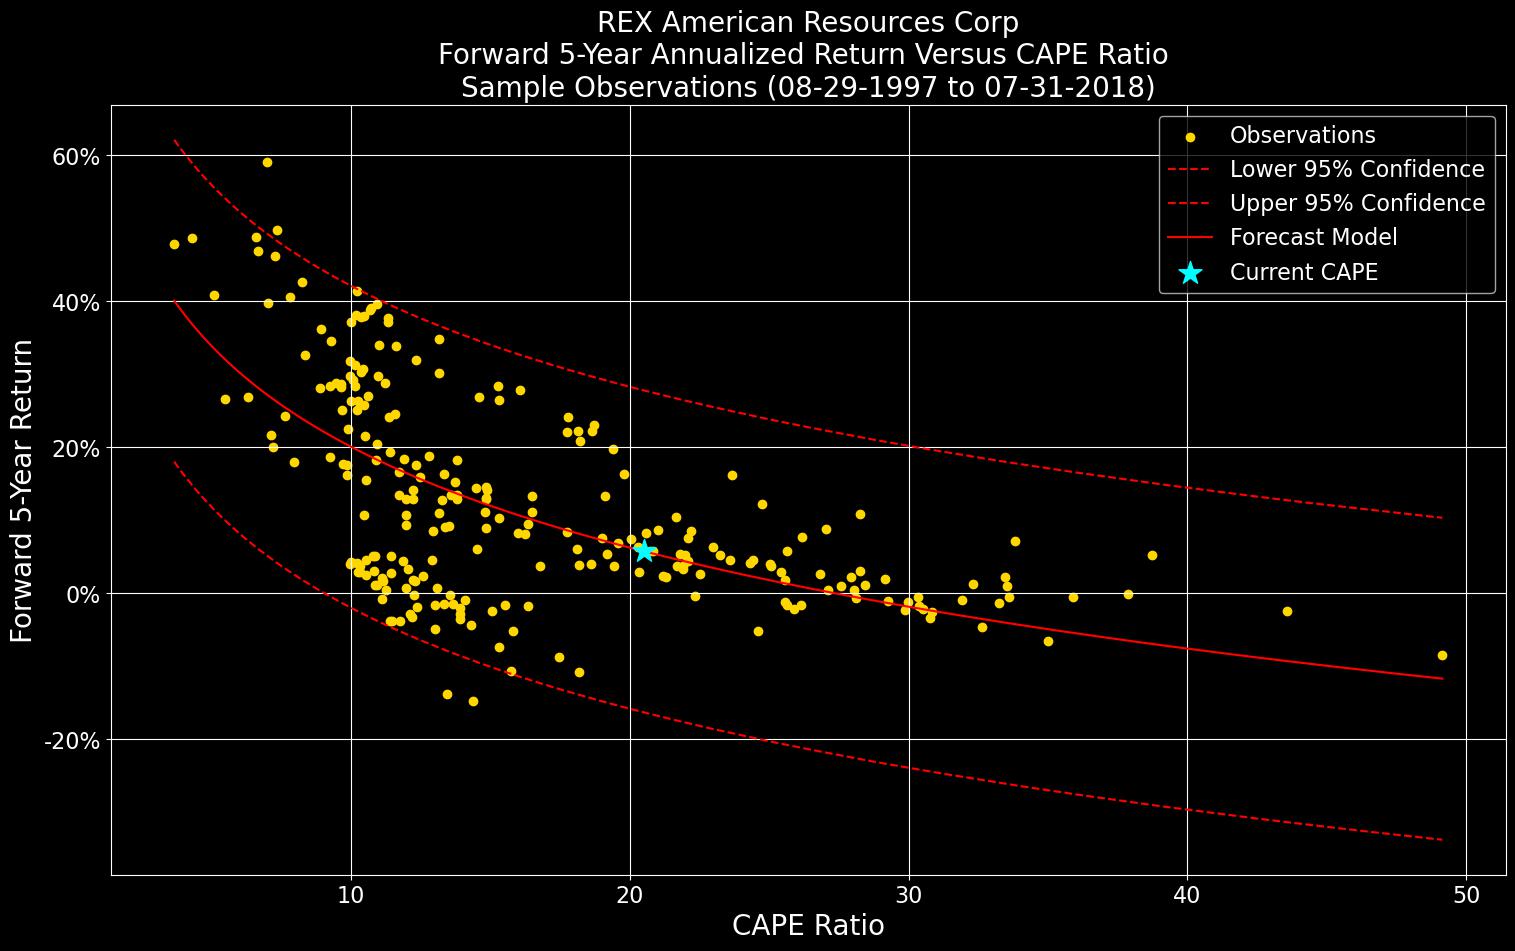 REX American Resources Corp
Forward 5-Year Annualized Return Versus CAPE Ratio
Sample Observations (08-29-1997 to 07-31-2018)
Observations
Lower 95% Confidence
Upper 95% Confidence
Forecast Model
Current CAPE
Forward 5-Year Return
60%
40%
20%
0%
-20%
10
20
30
40
50
CAPE Ratio